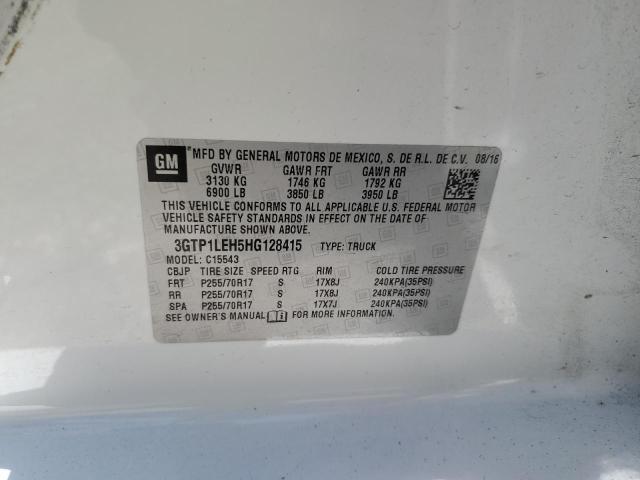 GM MFD BY GENERAL MOTORS DE MEXICO, S. DE R.L. DE C.V. 08/16
GVWR GAWR FRT GAWR RR
3130 KG 1746 KG 1792 KG
6900 LB 3850 LB 3950 LB
THIS VEHICLE CONFORMS TO ALL APPLICABLE U.S. FEDERAL MOTOR
VEHICLE SAFETY STANDARDS IN EFFECT ON THE DATE OF
MANUFACTURE SHOWN ABOVE.
3GTP1LEH5HG128415 TYPE: TRUCK
MODEL: C15543
CBJP TIRE SIZE SPEED RTG RIM COLD TIRE PRESSURE
FRT P255/70R17 S 17X8J 240KPA(35PSI)
RR P255/70R17 S 17X8J 240KPA(35PSI)
SPA P255/70R17 S 17X7J 240KPA(35PSI)
SEE OWNER'S MANUAL FOR MORE INFORMATION.